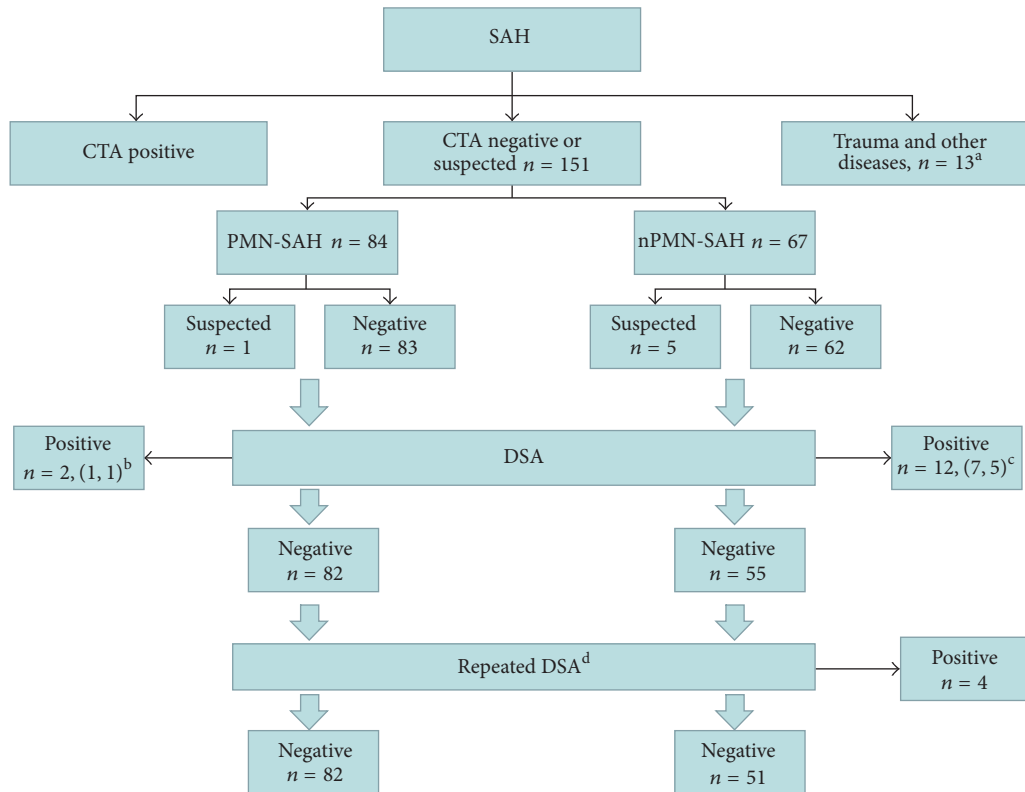 SAH
CTA positive
CTA negative or
suspected n = 151
Trauma and other
diseases, n = 13a
PMN-SAH n = 84
nPMN-SAH n = 67
Suspected
n = 1
Negative
n = 83
Suspected
n = 5
Negative
n = 62
Positive
n = 2, (1, 1)b
DSA
Positive
n = 12, (7, 5)c
Negative
n = 82
Negative
n = 55
Repeated DSAd
Positive
n = 4
Negative
n = 82
Negative
n = 51